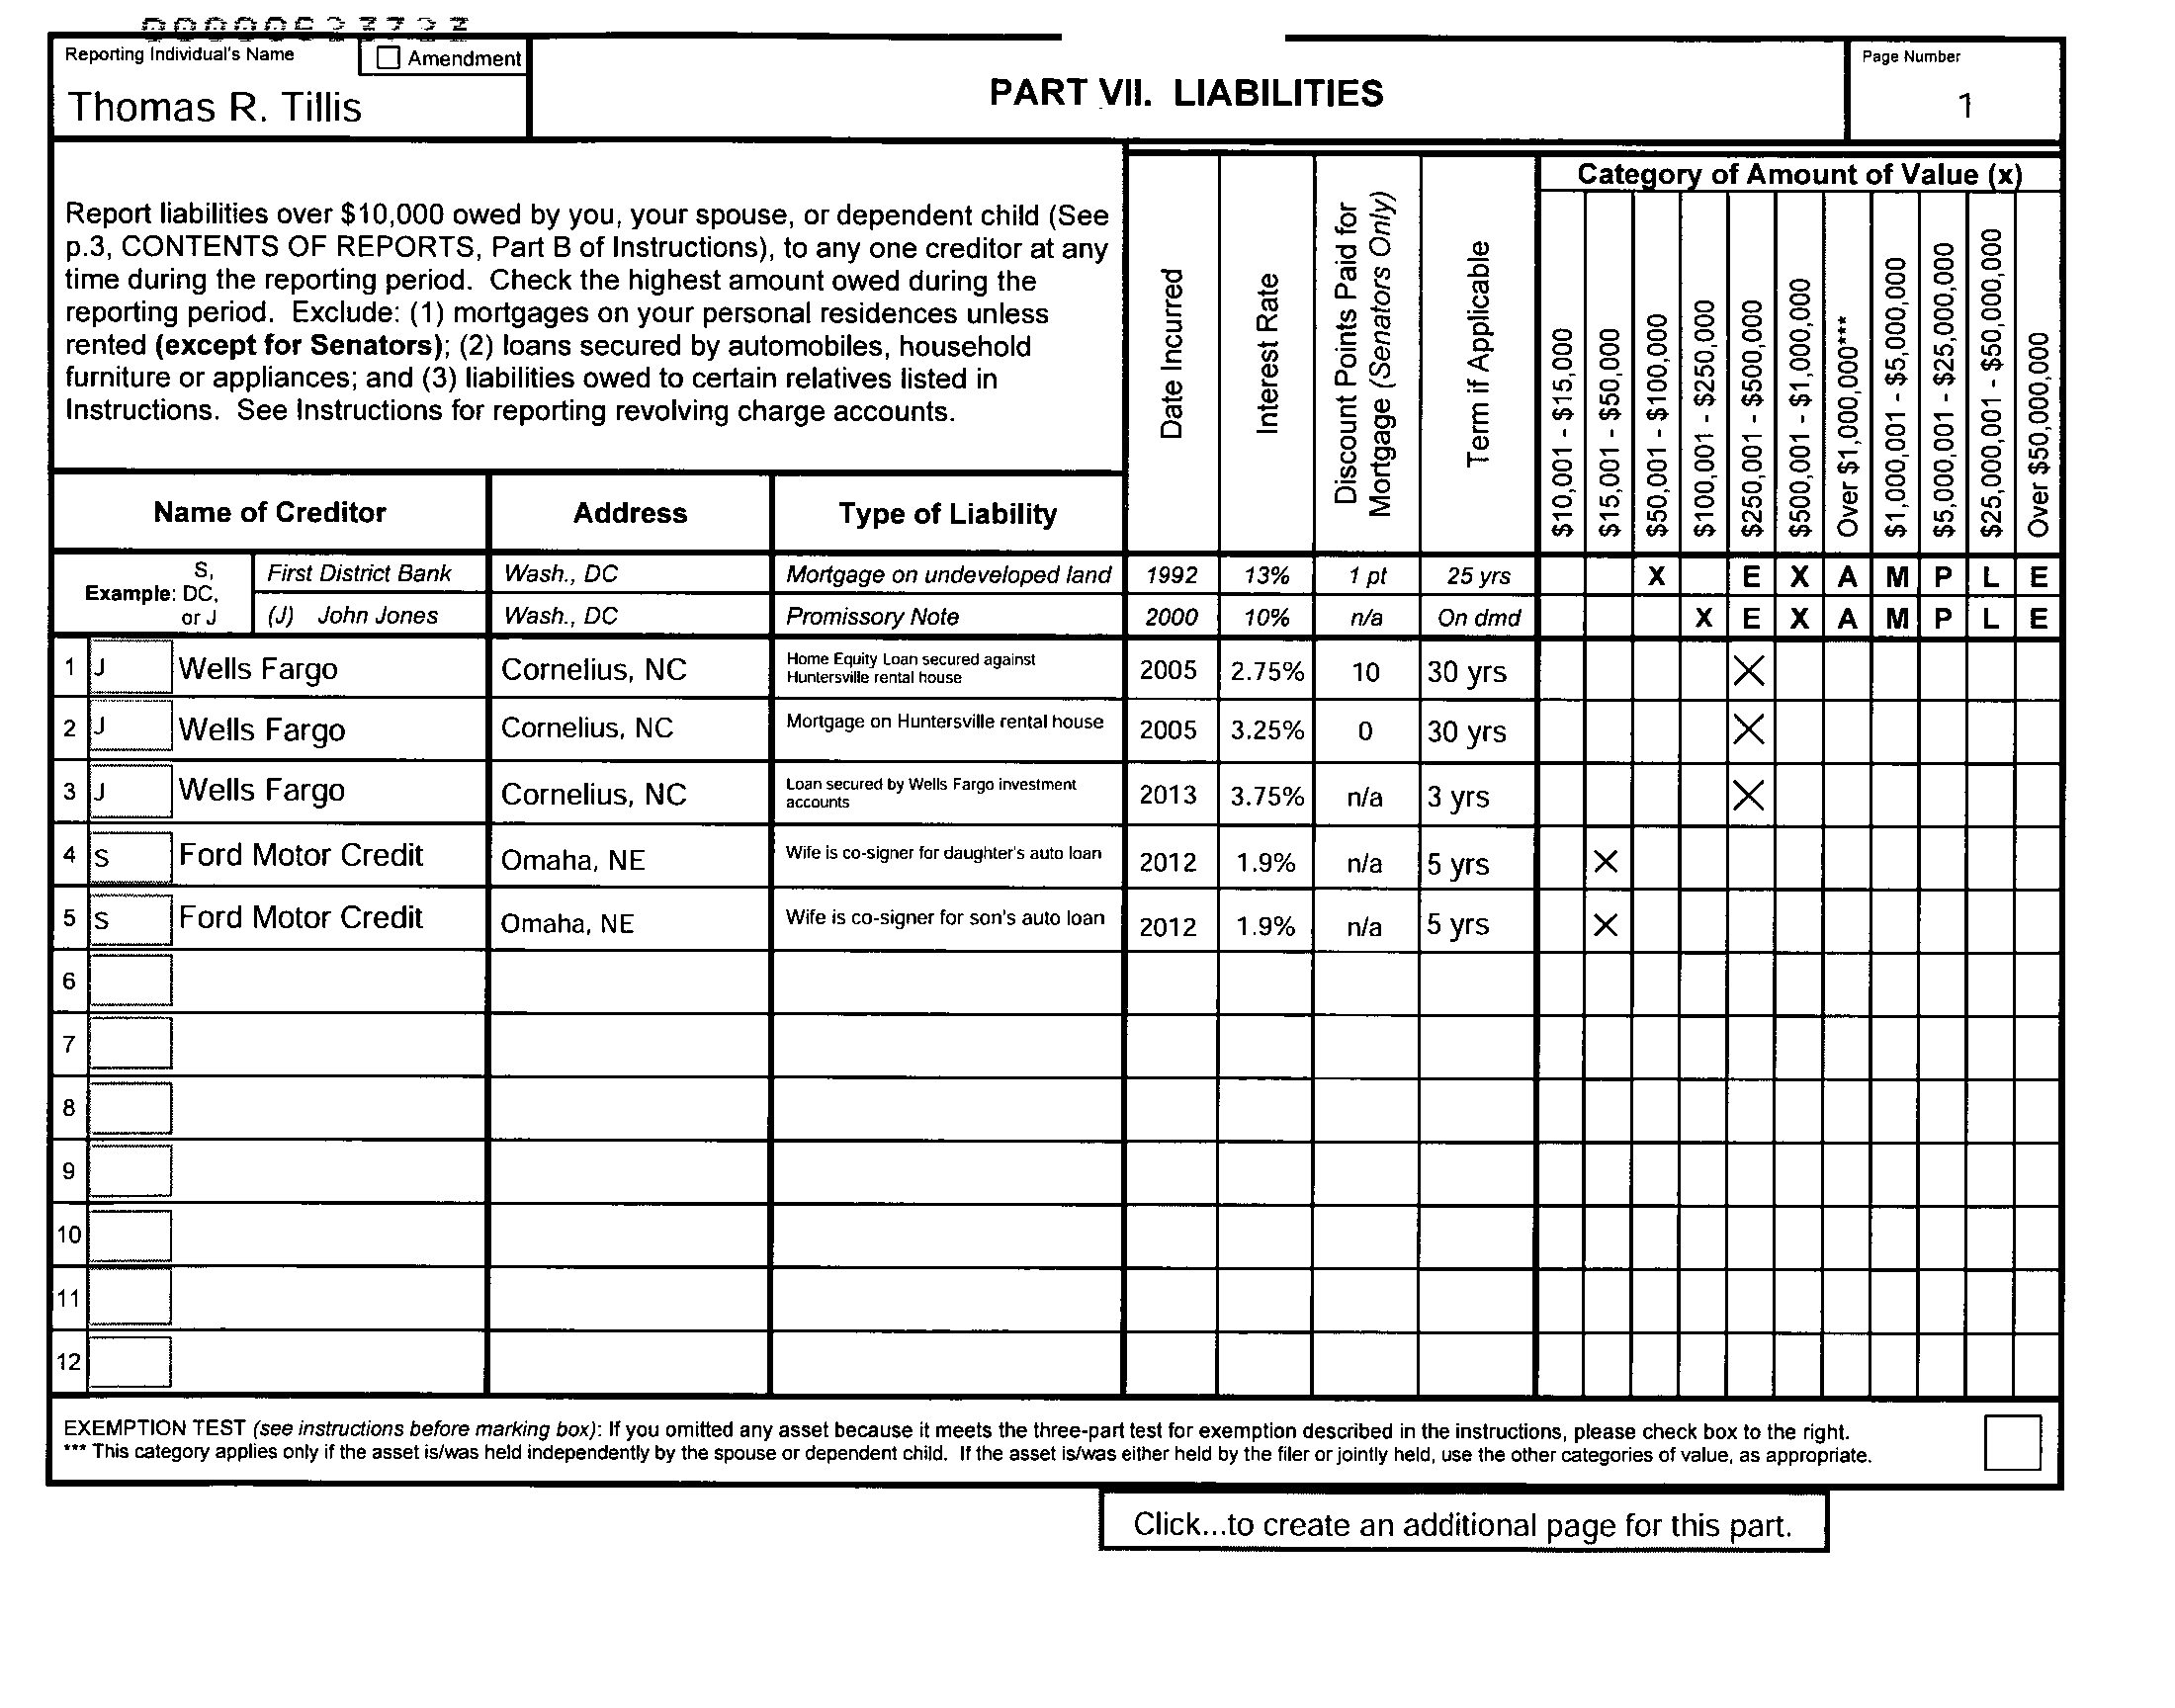 Reporting Individual's Name
Amendment
Thomas R. Tillis
PART VII. LIABILITIES
Page Number
1
Report liabilities over $10,000 owed by you, your spouse, or dependent child (See
p.3, CONTENTS OF REPORTS, Part B of Instructions), to any one creditor at any
time during the reporting period. Check the highest amount owed during the
reporting period. Exclude: (1) mortgages on your personal residences unless
rented (except for Senators); (2) loans secured by automobiles, household
furniture or appliances; and (3) liabilities owed to certain relatives listed in
Instructions. See Instructions for reporting revolving charge accounts.
Name of Creditor
Address
Type of Liability
Date Incurred
Interest Rate
Discount Points Paid for
Mortgage (Senators Only)
Term if Applicable
Category of Amount of Value (x)
$10,001 - $15,000
$15,001 - $50,000
$50,001 - $100,000
$100,001 - $250,000
$250,001 - $500,000
$500,001 - $1,000,000
Over $1,000,000***
$1,000,001 - $5,000,000
$5,000,001 - $25,000,000
$25,000,001 - $50,000,000
Over $50,000,000
Example: S,
DC,
or J
First District Bank Wash., DC Mortgage on undeveloped land 1992 13% 1 pt 25 yrs X E X A M P L E
(J) John Jones Wash., DC Promissory Note 2000 10% n/a On dmd X E X A M P L E
1 J Wells Fargo Cornelius, NC Home Equity Loan secured against
Huntersville rental house 2005 2.75% 10 30 yrs X
2 J Wells Fargo Cornelius, NC Mortgage on Huntersville rental house 2005 3.25% 0 30 yrs X
3 J Wells Fargo Cornelius, NC Loan secured by Wells Fargo investment
accounts 2013 3.75% n/a 3 yrs X
4 S Ford Motor Credit Omaha, NE Wife is co-signer for daughter's auto loan 2012 1.9% n/a 5 yrs X
5 S Ford Motor Credit Omaha, NE Wife is co-signer for son's auto loan 2012 1.9% n/a 5 yrs X
6
7
8
9
10
11
12
EXEMPTION TEST (see instructions before marking box): If you omitted any asset because it meets the three-part test for exemption described in the instructions, please check box to the right.
*** This category applies only if the asset is/was held independently by the spouse or dependent child. If the asset is/was either held by the filer or jointly held, use the other categories of value, as appropriate.
Click...to create an additional page for this part.